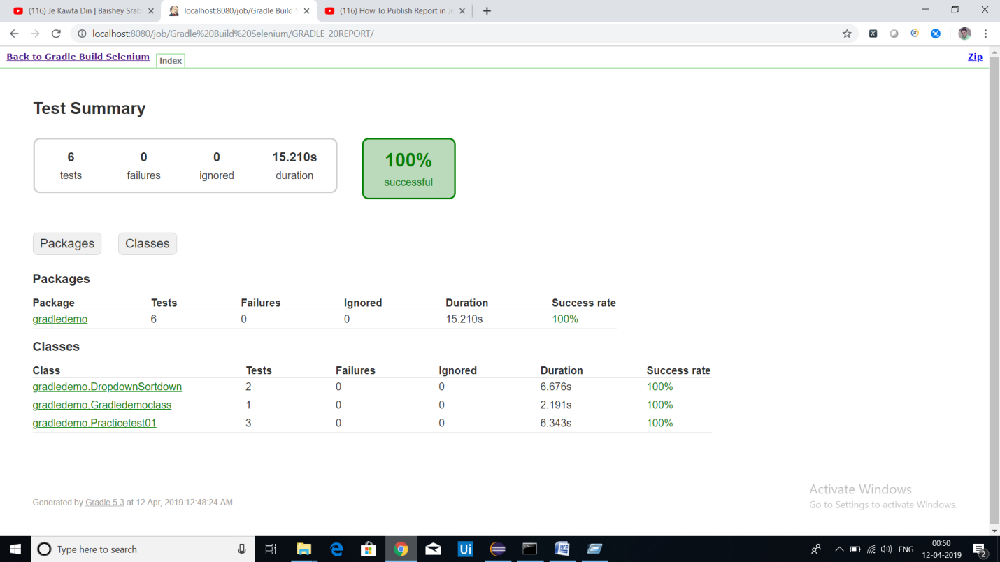 (116) Je Kawta Din | Baishey Srab
localhost:8080/job/Gradle Build S
(116) How To Publish Report in Je
localhost:8080/job/Gradle%20Build%20Selenium/GRADLE_20REPORT/
Back to Gradle Build Selenium index Zip
Test Summary
6 0 0 15.210s
tests failures ignored duration
100%
successful
Packages Classes
Packages
Package Tests Failures Ignored Duration Success rate
gradledemo 6 0 0 15.210s 100%
Classes
Class Tests Failures Ignored Duration Success rate
gradledemo.DropdownSortdown 2 0 0 6.676s 100%
gradledemo.Gradledemoclass 1 0 0 2.191s 100%
gradledemo.Practicetest01 3 0 0 6.343s 100%
Generated by Gradle 5.3 at 12 Apr, 2019 12:48:24 AM
Activate Windows
Go to Settings to activate Windows.
Type here to search
Ui
W
ENG
00:50
12-04-2019
2